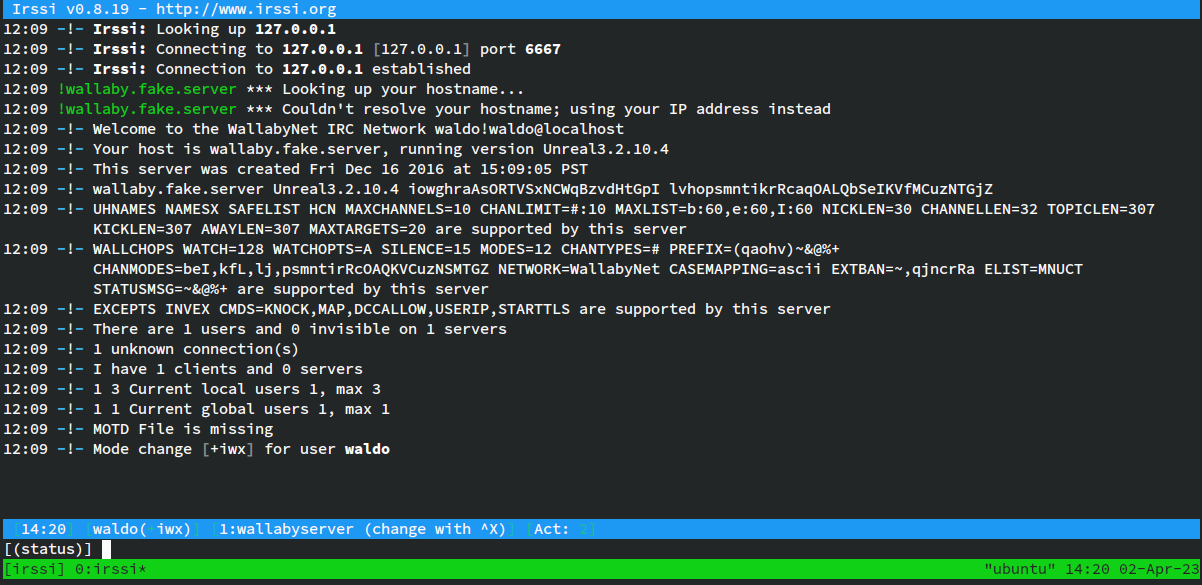 Irssi v0.8.19 - http://www.irssi.org
12:09 -!- Irssi: Looking up 127.0.0.1
12:09 -!- Irssi: Connecting to 127.0.0.1 [127.0.0.1] port 6667
12:09 -!- Irssi: Connection to 127.0.0.1 established
12:09 !wallaby.fake.server *** Looking up your hostname...
12:09 !wallaby.fake.server *** Couldn't resolve your hostname; using your IP address instead
12:09 -!- Welcome to the WallabyNet IRC Network waldo!waldo@localhost
12:09 -!- Your host is wallaby.fake.server, running version Unreal3.2.10.4
12:09 -!- This server was created Fri Dec 16 2016 at 15:09:05 PST
12:09 -!- wallaby.fake.server Unreal3.2.10.4 iowghraAsORTVSxNCWqBzvdHtGpI lvhopsmntikrRcaqOALQbSeIKVfMCuzNTGjZ
12:09 -!- UHNAMES NAMESX SAFELIST HCN MAXCHANNELS=10 CHANLIMIT=#:10 MAXLIST=b:60,e:60,I:60 NICKLEN=30 CHANNELLEN=32 TOPICLEN=307
KICKLEN=307 AWAYLEN=307 MAXTARGETS=20 are supported by this server
12:09 -!- WALLCHOPS WATCH=128 WATCHOPTS=A SILENCE=15 MODES=12 CHANTYPES=# PREFIX=(qaohv)~&@%+
CHANMODES=beI,kfL,lj,psmntirRcOAQKVCuzNSMTGZ NETWORK=WallabyNet CASEMAPPING=ascii EXTBAN=~,qjncrRa ELIST=MNUCT
STATUSMSG=~&@%+ are supported by this server
12:09 -!- EXCEPTS INVEX CMDS=KNOCK,MAP,DCCALLOW,USERIP,STARTTLS are supported by this server
12:09 -!- There are 1 users and 0 invisible on 1 servers
12:09 -!- 1 unknown connection(s)
12:09 -!- I have 1 clients and 0 servers
12:09 -!- 1 3 Current local users 1, max 3
12:09 -!- 1 1 Current global users 1, max 1
12:09 -!- MOTD File is missing
12:09 -!- Mode change [+iwx] for user waldo
[14:20] [waldo(+iwx)] [1:wallabyserver (change with ^X)] [Act: 2]
[(status)]
[irssi] 0:irssi* "ubuntu" 14:20 02-Apr-23